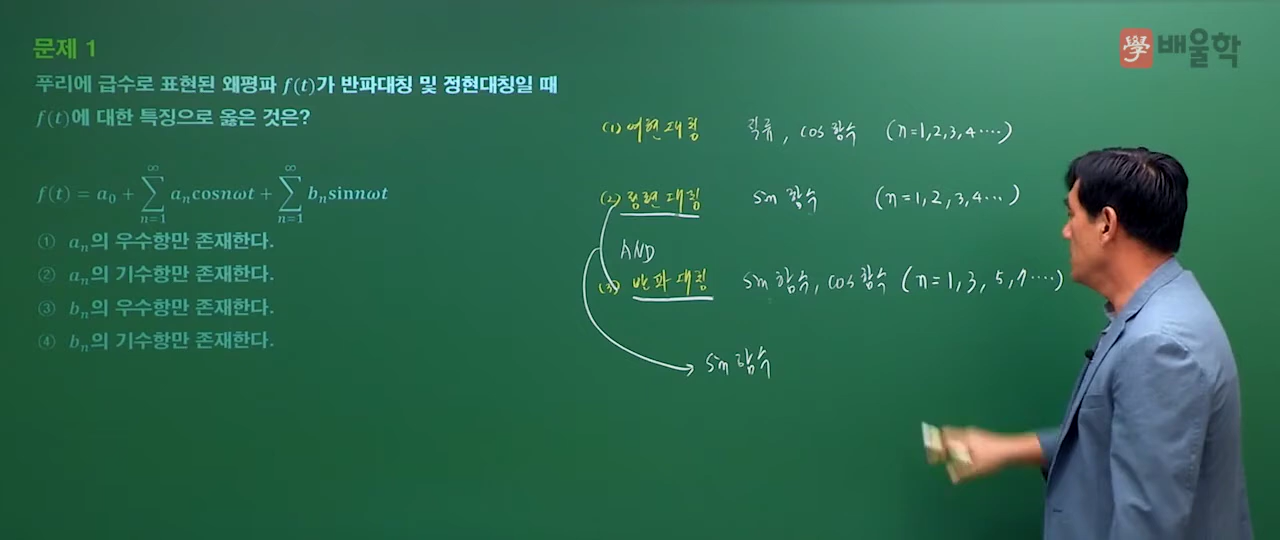 學 배울학
문제 1
푸리에 급수로 표현된 왜평파 f(t)가 반파대칭 및 정현대칭일 때
f(t)에 대한 특징으로 옳은 것은?
f(t) = a₀ + ∑_{n=1}^{∞} aₙcosnωt + ∑_{n=1}^{∞} bₙsinnωt
① aₙ의 우수항만 존재한다.
② aₙ의 기수항만 존재한다.
③ bₙ의 우수항만 존재한다.
④ bₙ의 기수항만 존재한다.
(1) 여현대칭 직류, cos 함수 (n=1,2,3,4‥‥)
(2) 정현대칭 sin 함수 (n=1,2,3,4‥‥)
AND
(3) 반파대칭 sin 함수, cos 함수 (n=1,3,5,7‥‥)
sin 함수